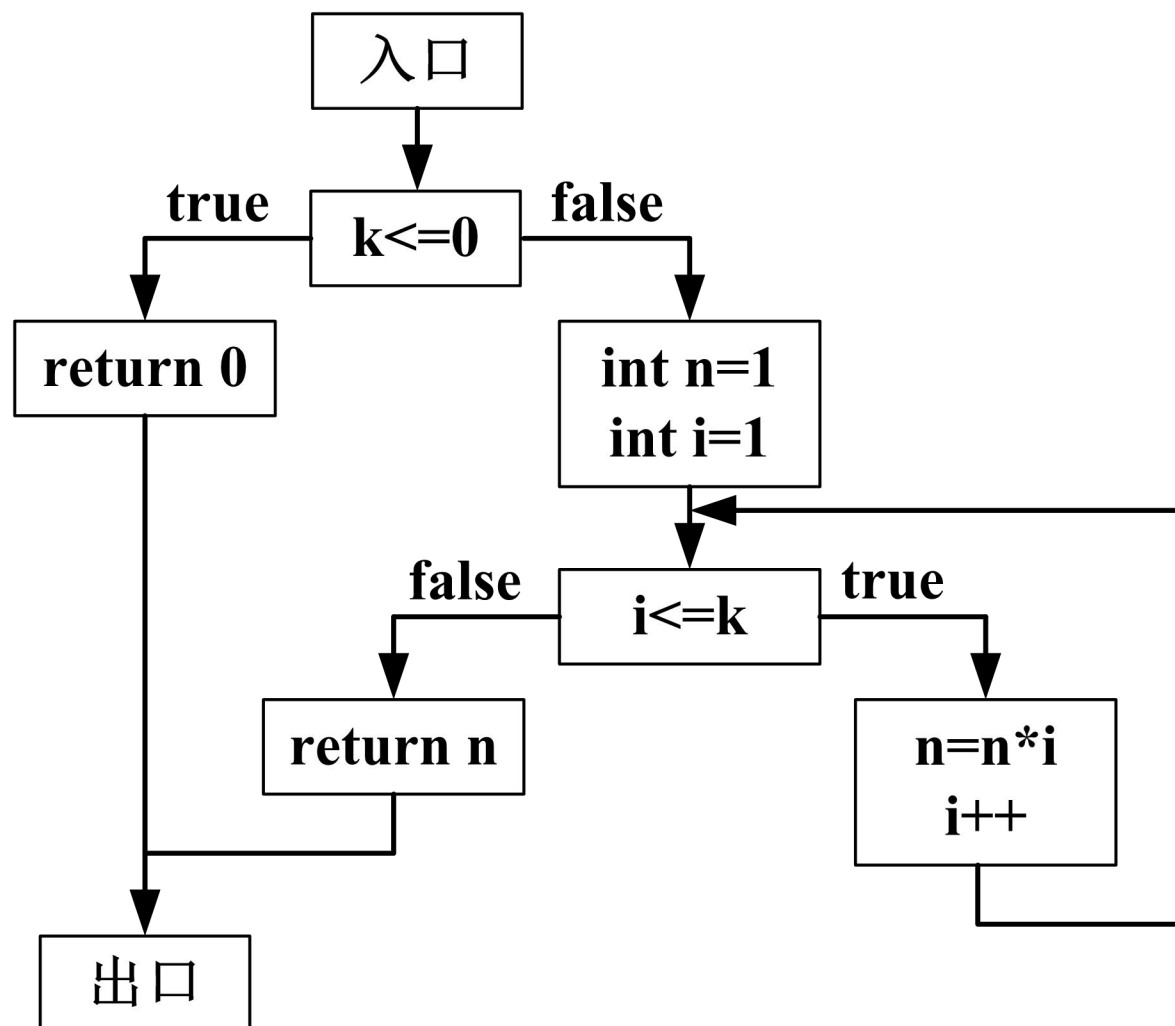 入口
true
false
k<=0
return 0
int n=1
int i=1
false
true
i<=k
return n
n=n*i
i++
出口